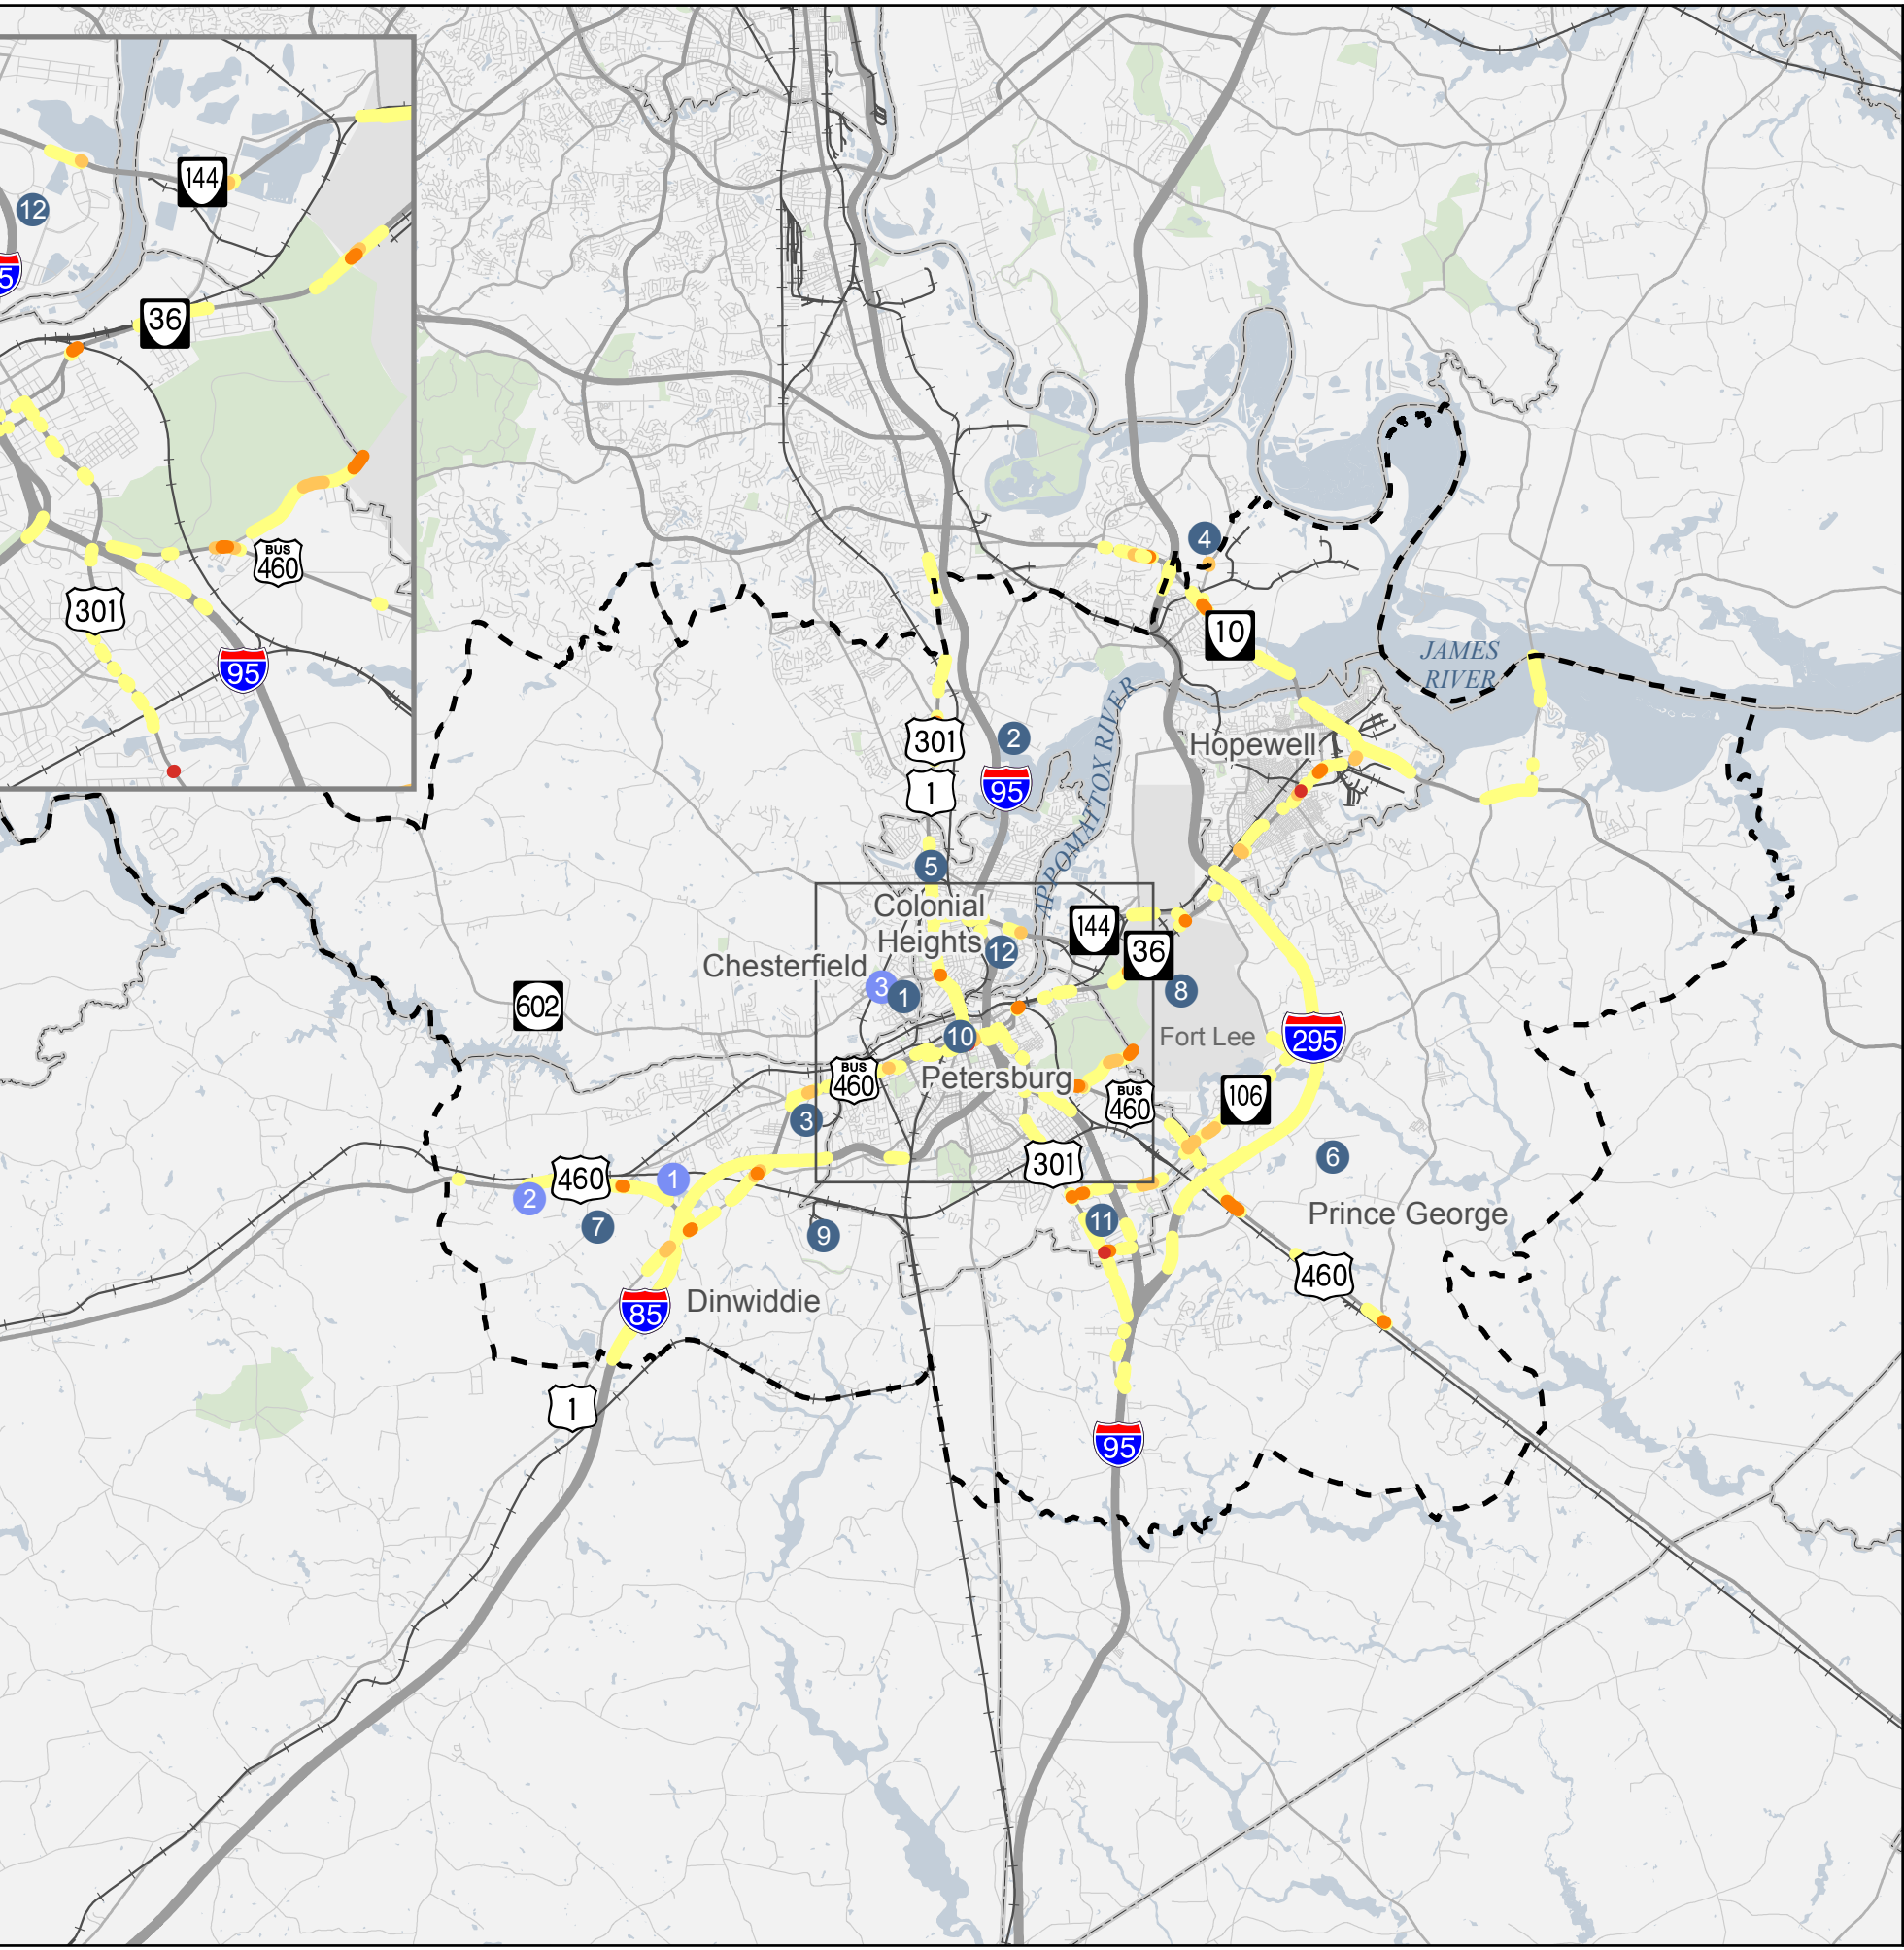 144
12
5
36
BUS
460
301
95
4
10
JAMES
RIVER
APPOMATTOX RIVER
301
2
Hopewell
1
95
5
Colonial
Heights
144
12
36
Chesterfield
3
1
8
602
10
Fort Lee
295
BUS
460
Petersburg
BUS
460
106
3
301
6
460
1
2
7
9
11
Prince George
460
85
Dinwiddie
1
95